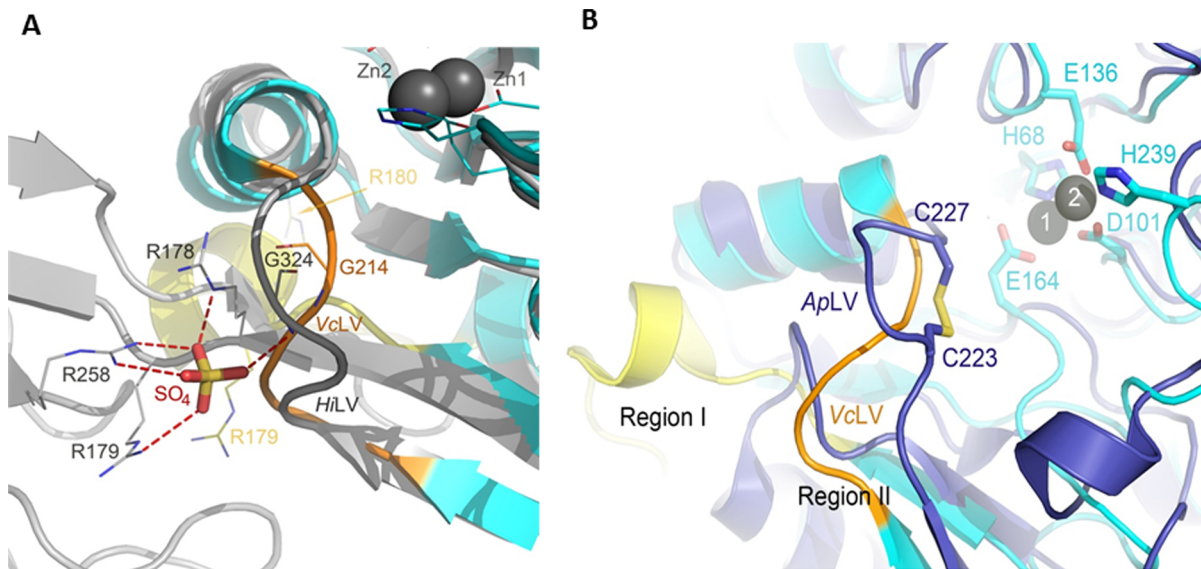 A
Zn2
Zn1
R180
R178
G324
G214
VcLV
R258
SO4
HiLV
R179
R179
B
E136
H68
H239
2
1
D101
C227
E164
ApLV
C223
Region I
VcLV
Region II